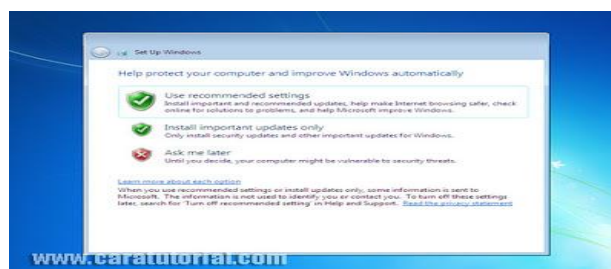 Set Up Windows
Help protect your computer and improve Windows automatically
Use recommended settings
Install important and recommended updates, help make Internet browsing safer, check
online for solutions to problems, and help Microsoft improve Windows.
Install important updates only
Only install security updates and other important updates for Windows.
Ask me later
Until you decide, your computer might be vulnerable to security threats.
Learn more about each option
When you use recommended settings or install updates only, some information is sent to
Microsoft. The information is not used to identify you or contact you. To turn off these settings
later, search for "Turn off recommended setting" in Help and Support. Read the privacy statement
www.caratutorial.com